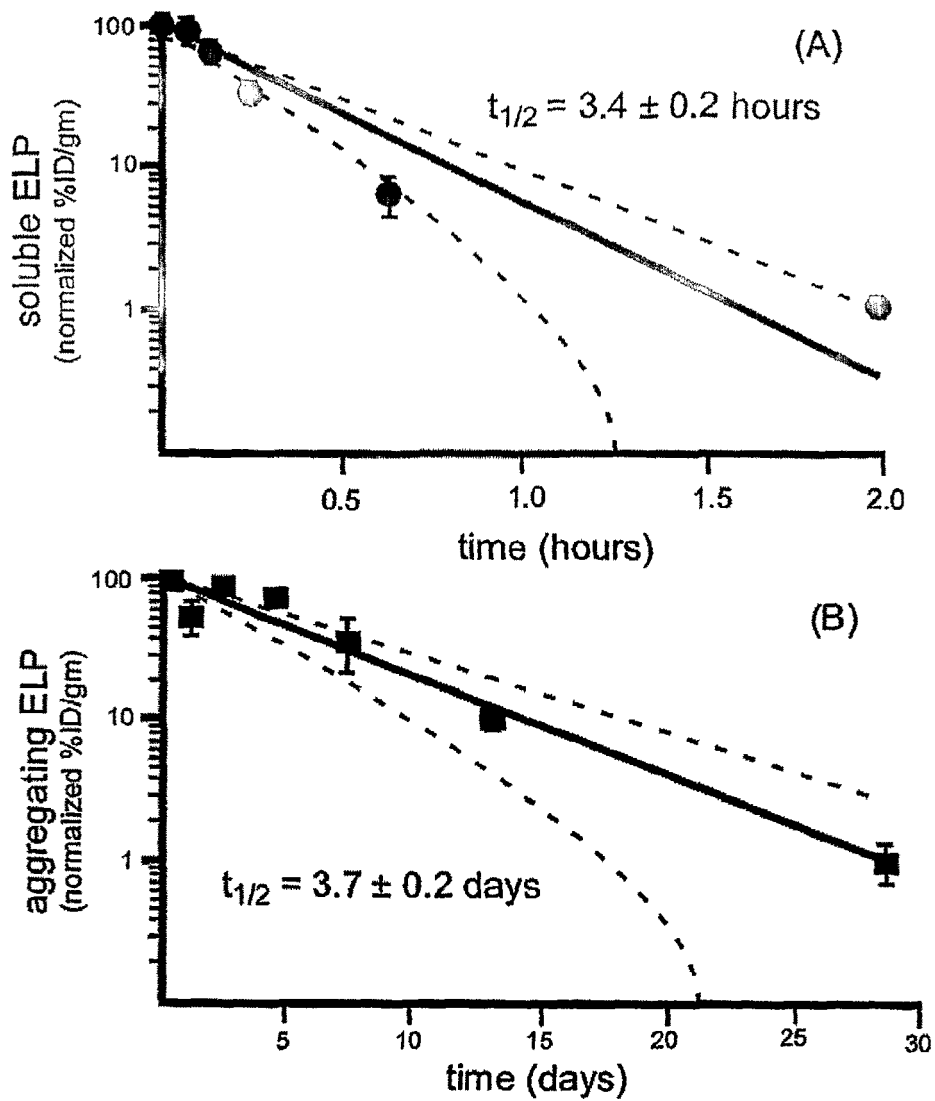 100
10
1
soluble ELP
(normalized %ID/gm)
(A)
t1/2 = 3.4 ± 0.2 hours
0.5 1.0 1.5 2.0
time (hours)
100
10
1
aggregating ELP
(normalized %ID/gm)
(B)
t1/2 = 3.7 ± 0.2 days
5 10 15 20 25 30
time (days)